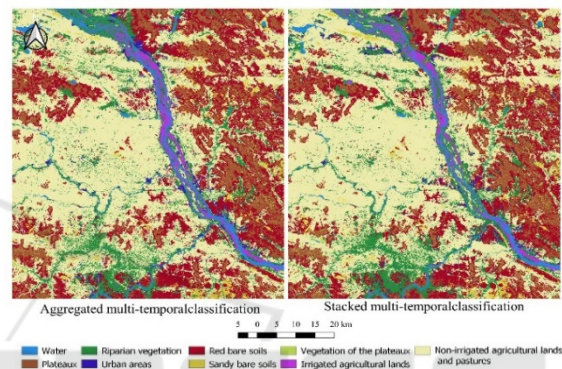 Aggregated multi-temporalclassification
Stacked multi-temporalclassification
5 0 5 10 15 20 km
Water
Riparian vegetation
Red bare soils
Vegetation of the plateaux
Non-irrigated agricultural lands and pastures
Plateaux
Urban areas
Sandy bare soils
Irrigated agricultural lands